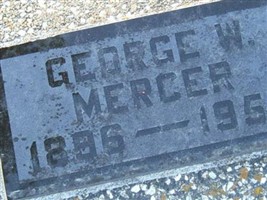 GEORGE W.
MERCER
1896 — 195